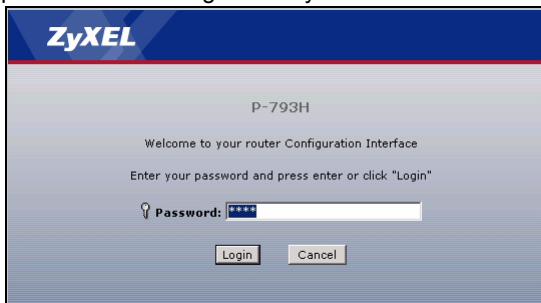 ZyXEL
P-793H
Welcome to your router Configuration Interface
Enter your password and press enter or click "Login"
Password: ****
Login Cancel